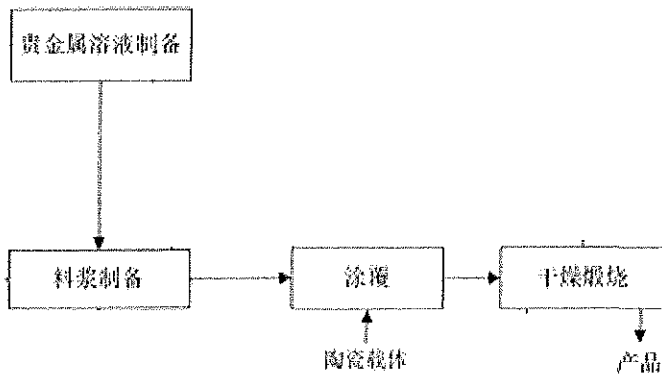 贵金属溶液制备
料浆制备
涂覆
干燥煅烧
陶瓷载体
产品